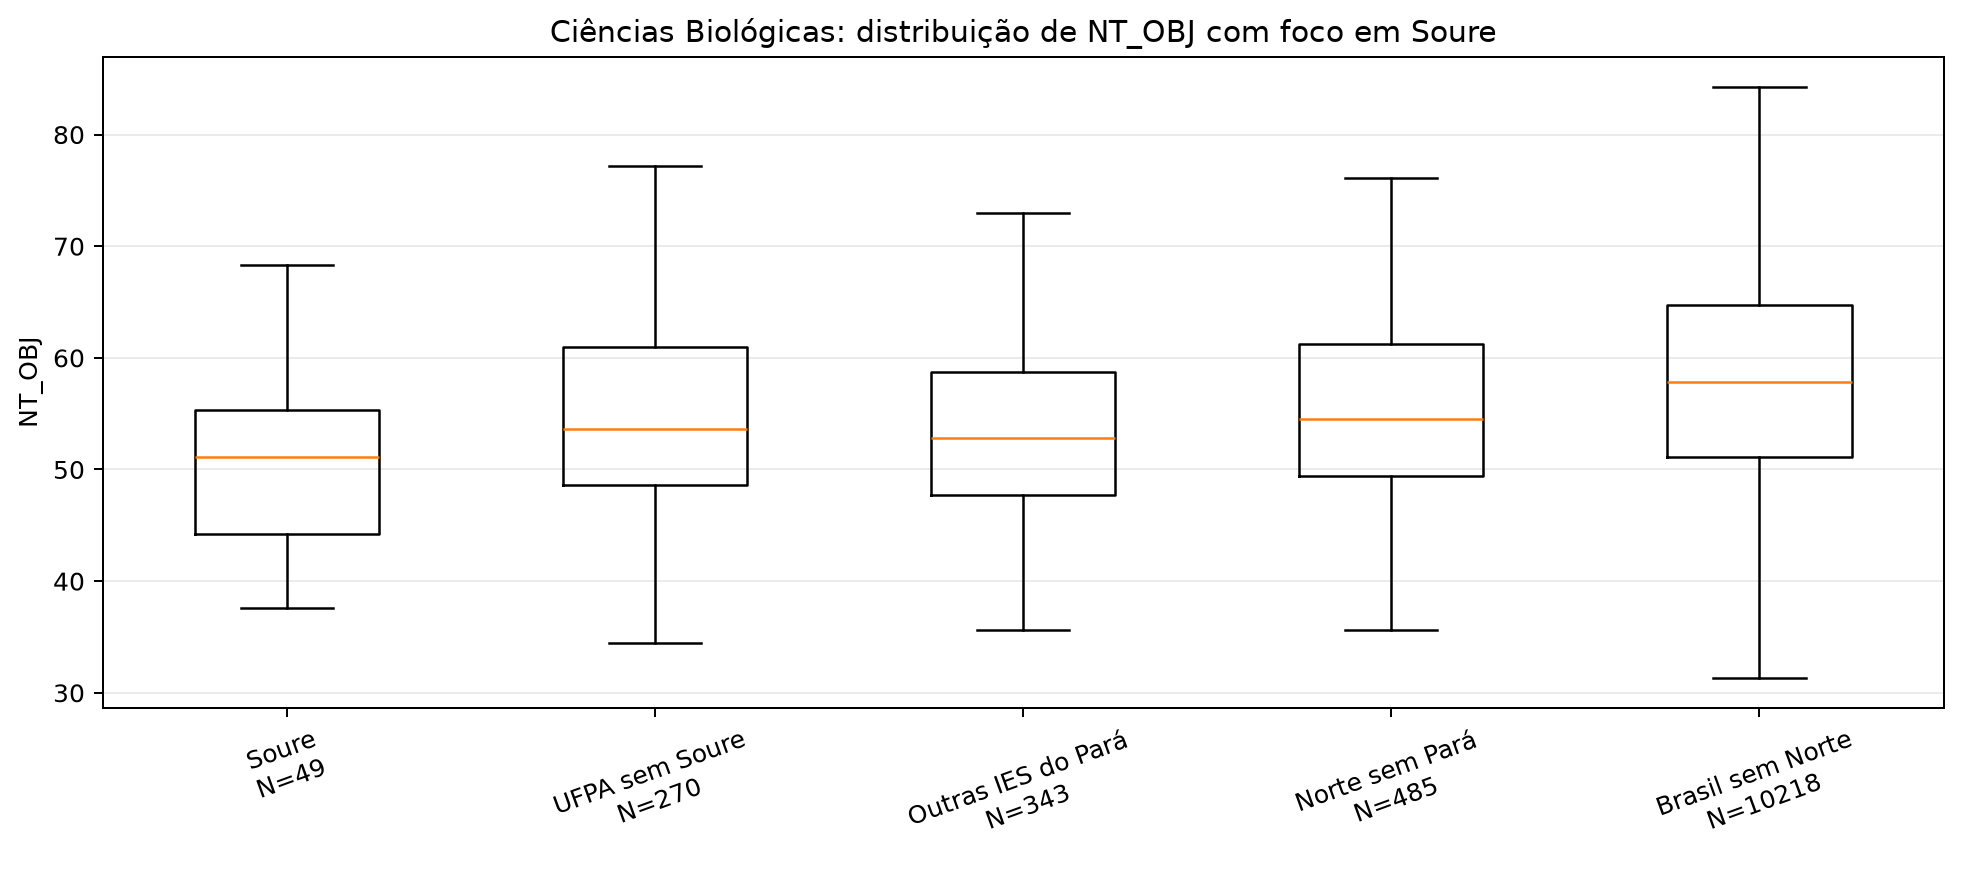 Ciências Biológicas: distribuição de NT_OBJ com foco em Soure
NT_OBJ
80
70
60
50
40
30
Soure
N=49
UFPA sem Soure
N=270
Outras IES do Pará
N=343
Norte sem Pará
N=485
Brasil sem Norte
N=10218